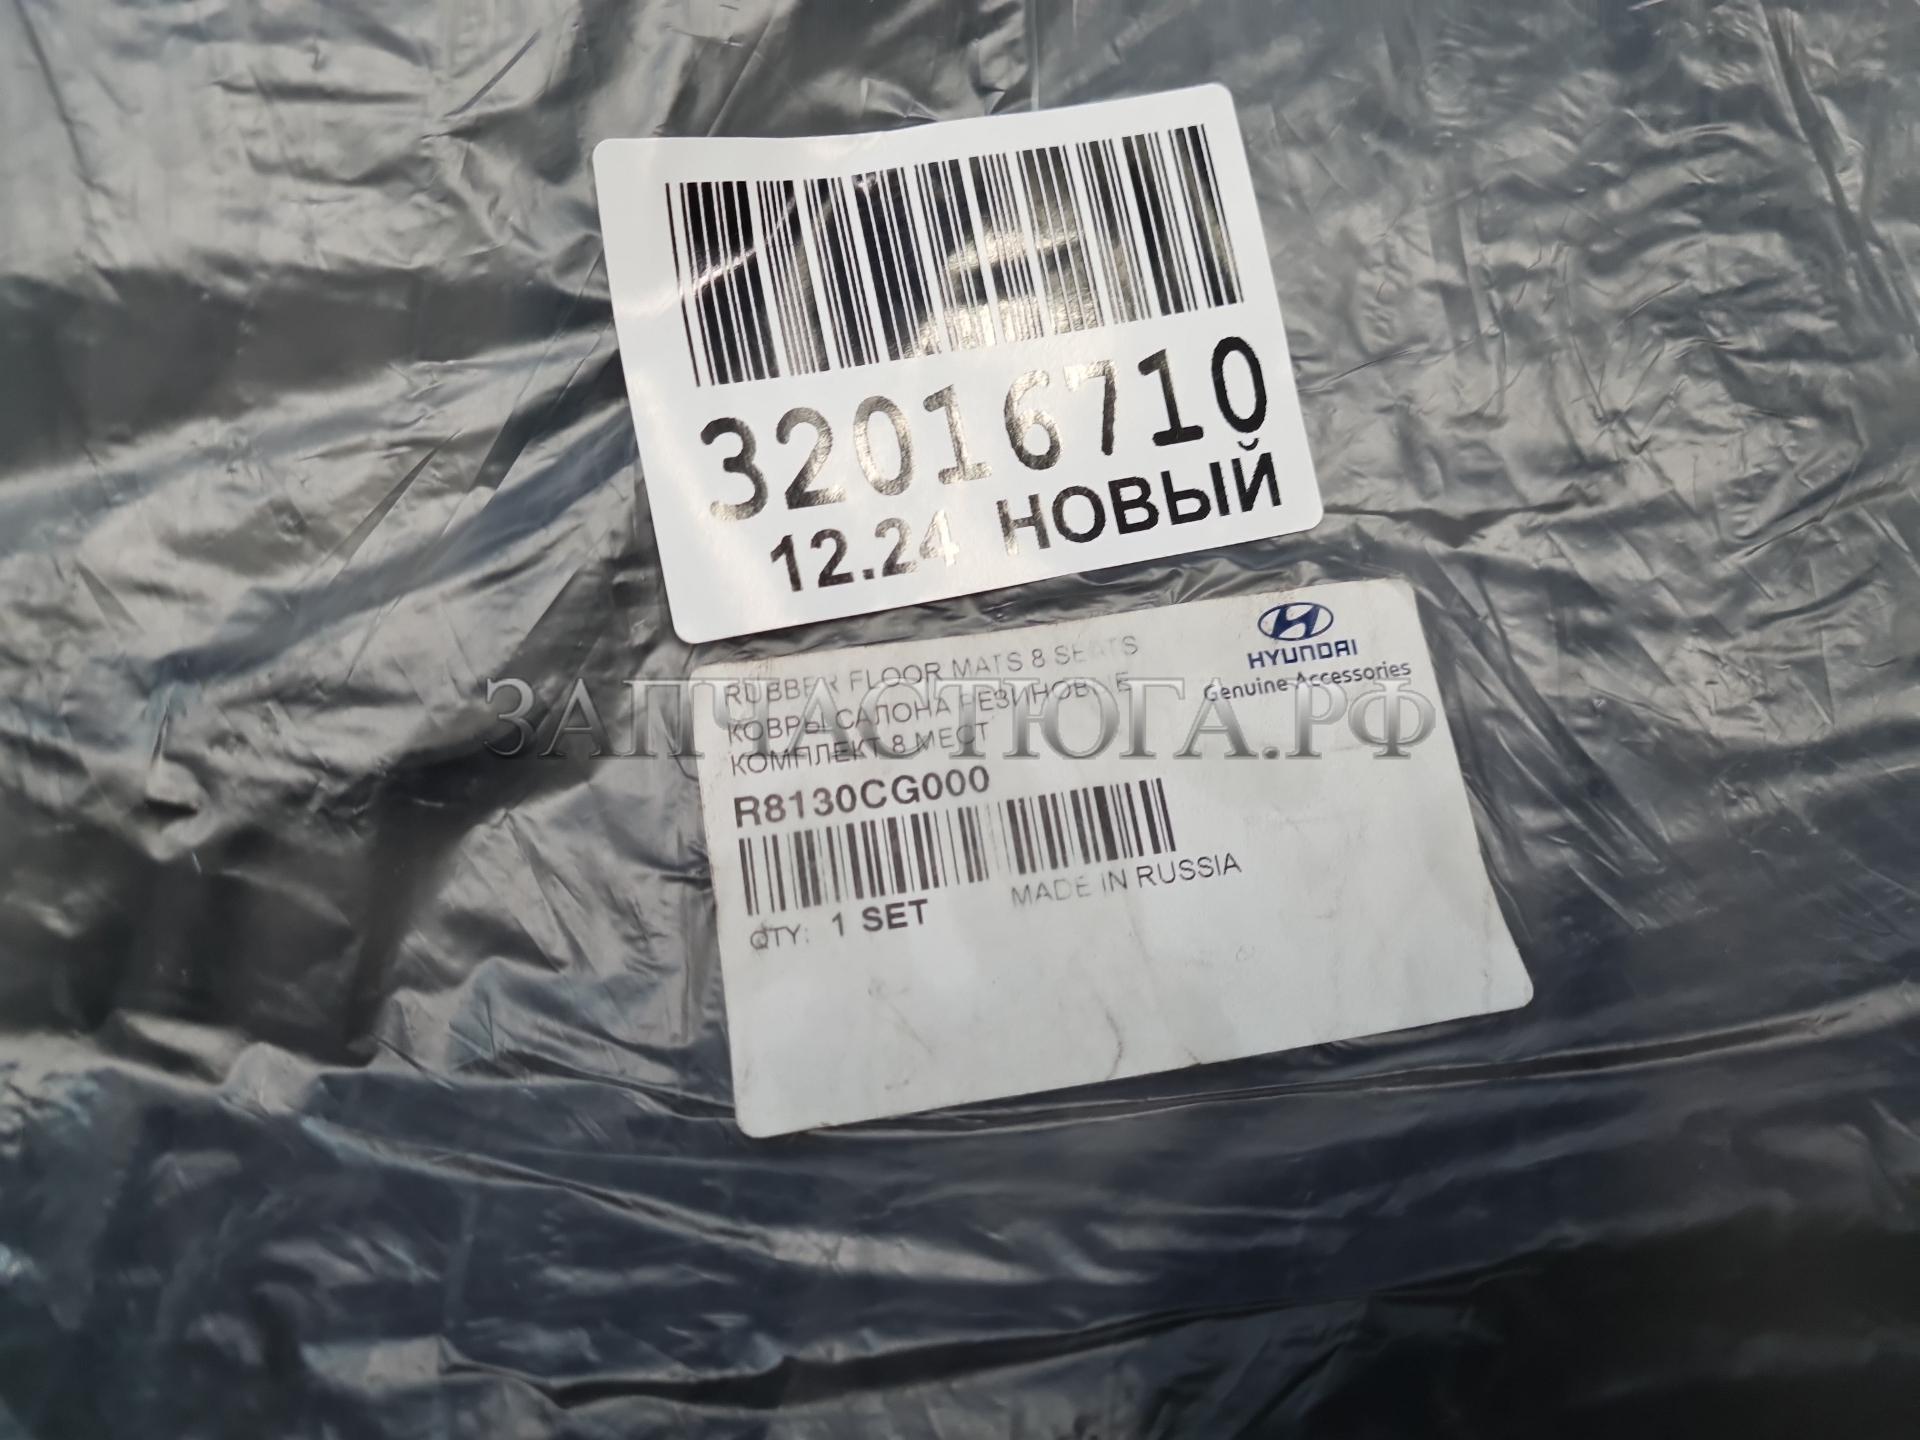 32016710
12.24 НОВЫЙ
HYUNDAI
Genuine Accessories
RUBBER FLOOR MATS 8 SEATS
КОВРЫ САЛОНА РЕЗИНОВЫЕ
КОМПЛЕКТ 8 МЕСТ
ЗАПЧАСТЮГА.РФ
R8130CG000
MADE IN RUSSIA
QTY: 1 SET